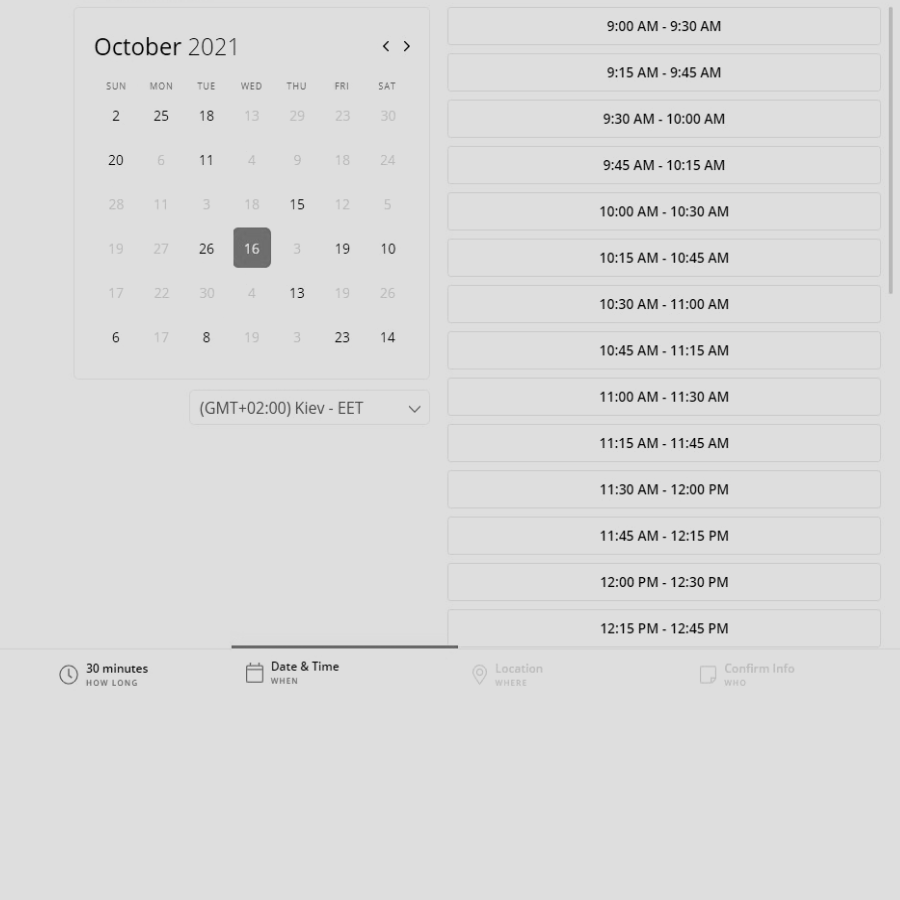 October 2021
SUN MON TUE WED THU FRI SAT
2 25 18 13 29 23 30
20 6 11 4 9 18 24
28 11 3 18 15 12 5
19 27 26 16 3 19 10
17 22 30 4 13 19 26
6 17 8 19 3 23 14
(GMT+02:00) Kiev - EET
9:00 AM - 9:30 AM
9:15 AM - 9:45 AM
9:30 AM - 10:00 AM
9:45 AM - 10:15 AM
10:00 AM - 10:30 AM
10:15 AM - 10:45 AM
10:30 AM - 11:00 AM
10:45 AM - 11:15 AM
11:00 AM - 11:30 AM
11:15 AM - 11:45 AM
11:30 AM - 12:00 PM
11:45 AM - 12:15 PM
12:00 PM - 12:30 PM
12:15 PM - 12:45 PM
30 minutes
HOW LONG
Date & Time
WHEN
Location
WHERE
Confirm Info
WHO